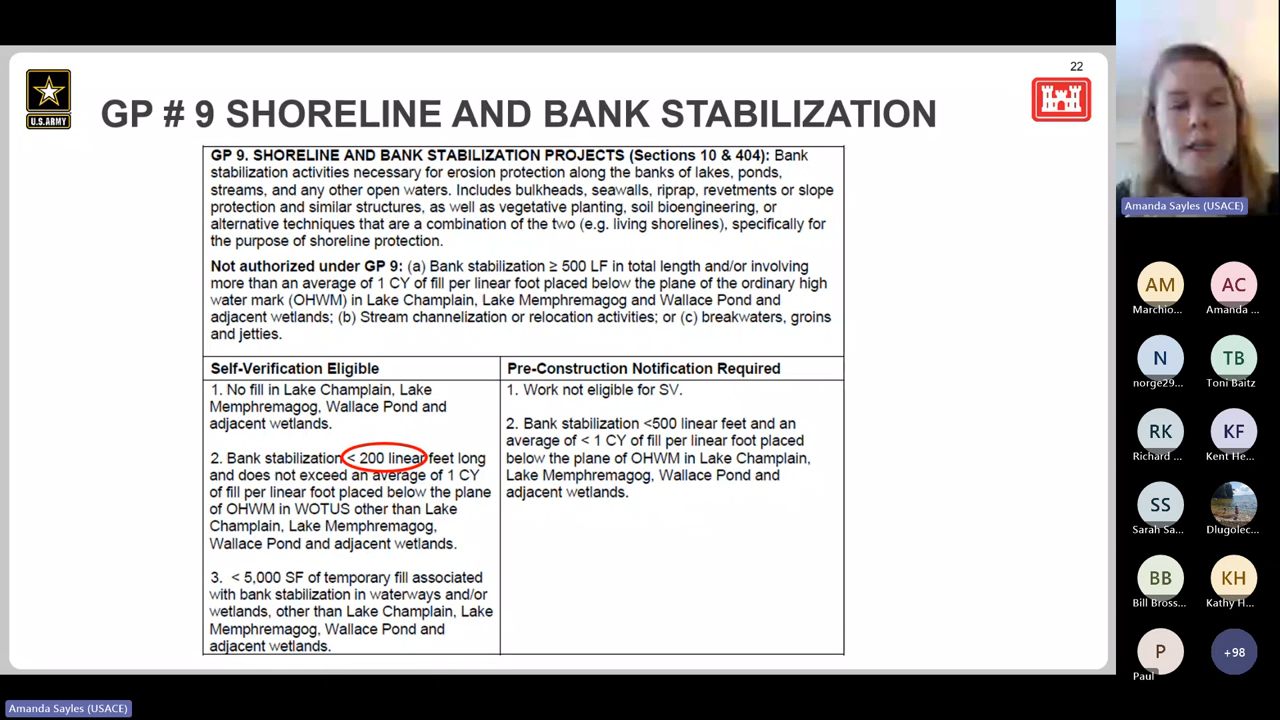 22
U.S.ARMY
GP # 9 SHORELINE AND BANK STABILIZATION
GP 9. SHORELINE AND BANK STABILIZATION PROJECTS (Sections 10 & 404): Bank
stabilization activities necessary for erosion protection along the banks of lakes, ponds,
streams, and any other open waters. Includes bulkheads, seawalls, riprap, revetments or slope
protection and similar structures, as well as vegetative planting, soil bioengineering, or
alternative techniques that are a combination of the two (e.g. living shorelines), specifically for
the purpose of shoreline protection.
Not authorized under GP 9: (a) Bank stabilization ≥ 500 LF in total length and/or involving
more than an average of 1 CY of fill per linear foot placed below the plane of the ordinary high
water mark (OHWM) in Lake Champlain, Lake Memphremagog and Wallace Pond and
adjacent wetlands; (b) Stream channelization or relocation activities; or (c) breakwaters, groins
and jetties.
Self-Verification Eligible
1. No fill in Lake Champlain, Lake
Memphremagog, Wallace Pond and
adjacent wetlands.
2. Bank stabilization < 200 linear feet long
and does not exceed an average of 1 CY
of fill per linear foot placed below the plane
of OHWM in WOTUS other than Lake
Champlain, Lake Memphremagog,
Wallace Pond and adjacent wetlands.
3. < 5,000 SF of temporary fill associated
with bank stabilization in waterways and/or
wetlands, other than Lake Champlain, Lake
Memphremagog, Wallace Pond and
adjacent wetlands.
Pre-Construction Notification Required
1. Work not eligible for SV.
2. Bank stabilization <500 linear feet and an
average of < 1 CY of fill per linear foot placed
below the plane of OHWM in Lake Champlain,
Lake Memphremagog, Wallace Pond and
adjacent wetlands.
Amanda Sayles (USACE)
AM
AC
Marchio...
Amanda ...
N
TB
norge29...
Toni Baitz
RK
KF
Richard ...
Kent He...
SS
Sarah Sa...
Dlugolec...
BB
KH
Bill Bross...
Kathy H...
P
+98
Paul
Amanda Sayles (USACE)